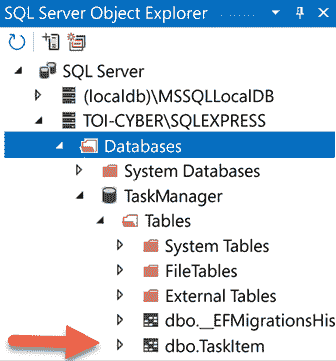 SQL Server Object Explorer
SQL Server
(localdb)\MSSQLLocalDB
TOI-CYBER\SQLEXPRESS
Databases
System Databases
TaskManager
Tables
System Tables
FileTables
External Tables
dbo.__EFMigrationsHis
dbo.TaskItem